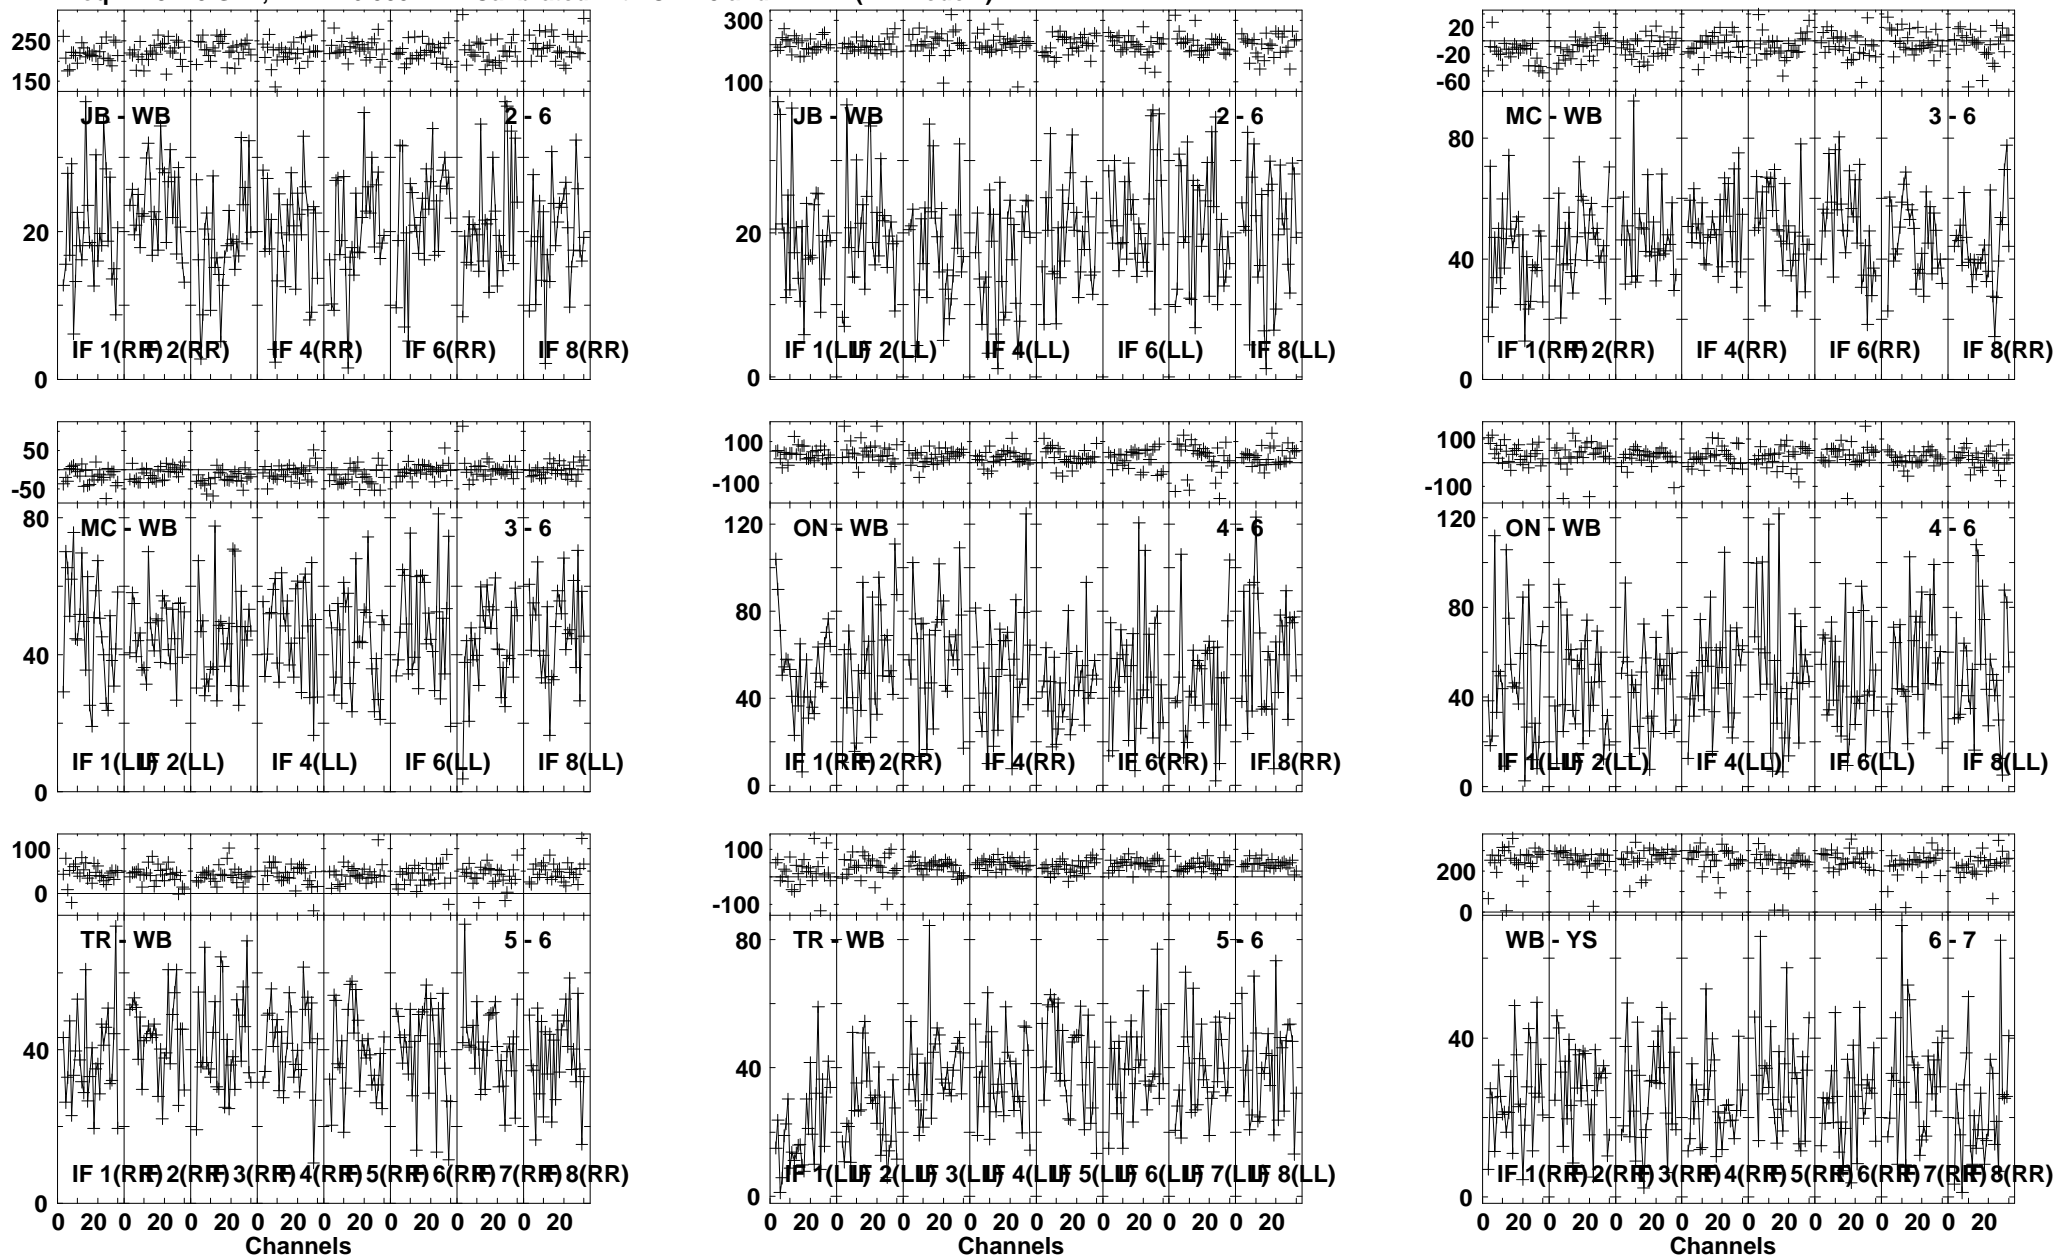 250
150
JB - WB 2 - 6
20
0
IF 1(RR) IF 2(RR) IF 4(RR) IF 6(RR) IF 8(RR)
300
100
JB - WB 2 - 6
20
0
IF 1(LL) IF 2(LL) IF 4(LL) IF 6(LL) IF 8(LL)
20
-20
-60
MC - WB 3 - 6
80
40
0
IF 1(RR) IF 2(RR) IF 4(RR) IF 6(RR) IF 8(RR)
50
-50
80
MC - WB 3 - 6
40
0
IF 1(LL) IF 2(LL) IF 4(LL) IF 6(LL) IF 8(LL)
100
-100
120
ON - WB 4 - 6
80
40
0
IF 1(RR) IF 2(RR) IF 4(RR) IF 6(RR) IF 8(RR)
100
-100
120
ON - WB 4 - 6
80
40
0
IF 1(LL) IF 2(LL) IF 4(LL) IF 6(LL) IF 8(LL)
100
0
TR - WB 5 - 6
40
0
IF 1(RR) IF 2(RR) IF 3(RR) IF 4(RR) IF 5(RR) IF 6(RR) IF 7(RR) IF 8(RR)
0 20 0 20 0 20 0 20 0 20 0 20 0 20 0 20
Channels
100
-100
TR - WB 5 - 6
80
40
0
IF 1(LL) IF 2(LL) IF 3(LL) IF 4(LL) IF 5(LL) IF 6(LL) IF 7(LL) IF 8(LL)
0 20 0 20 0 20 0 20 0 20 0 20 0 20 0 20
Channels
200
0
WB - YS 6 - 7
40
0
IF 1(RR) IF 2(RR) IF 3(RR) IF 4(RR) IF 5(RR) IF 6(RR) IF 7(RR) IF 8(RR)
0 20 0 20 0 20 0 20 0 20 0 20 0 20 0 20
Channels